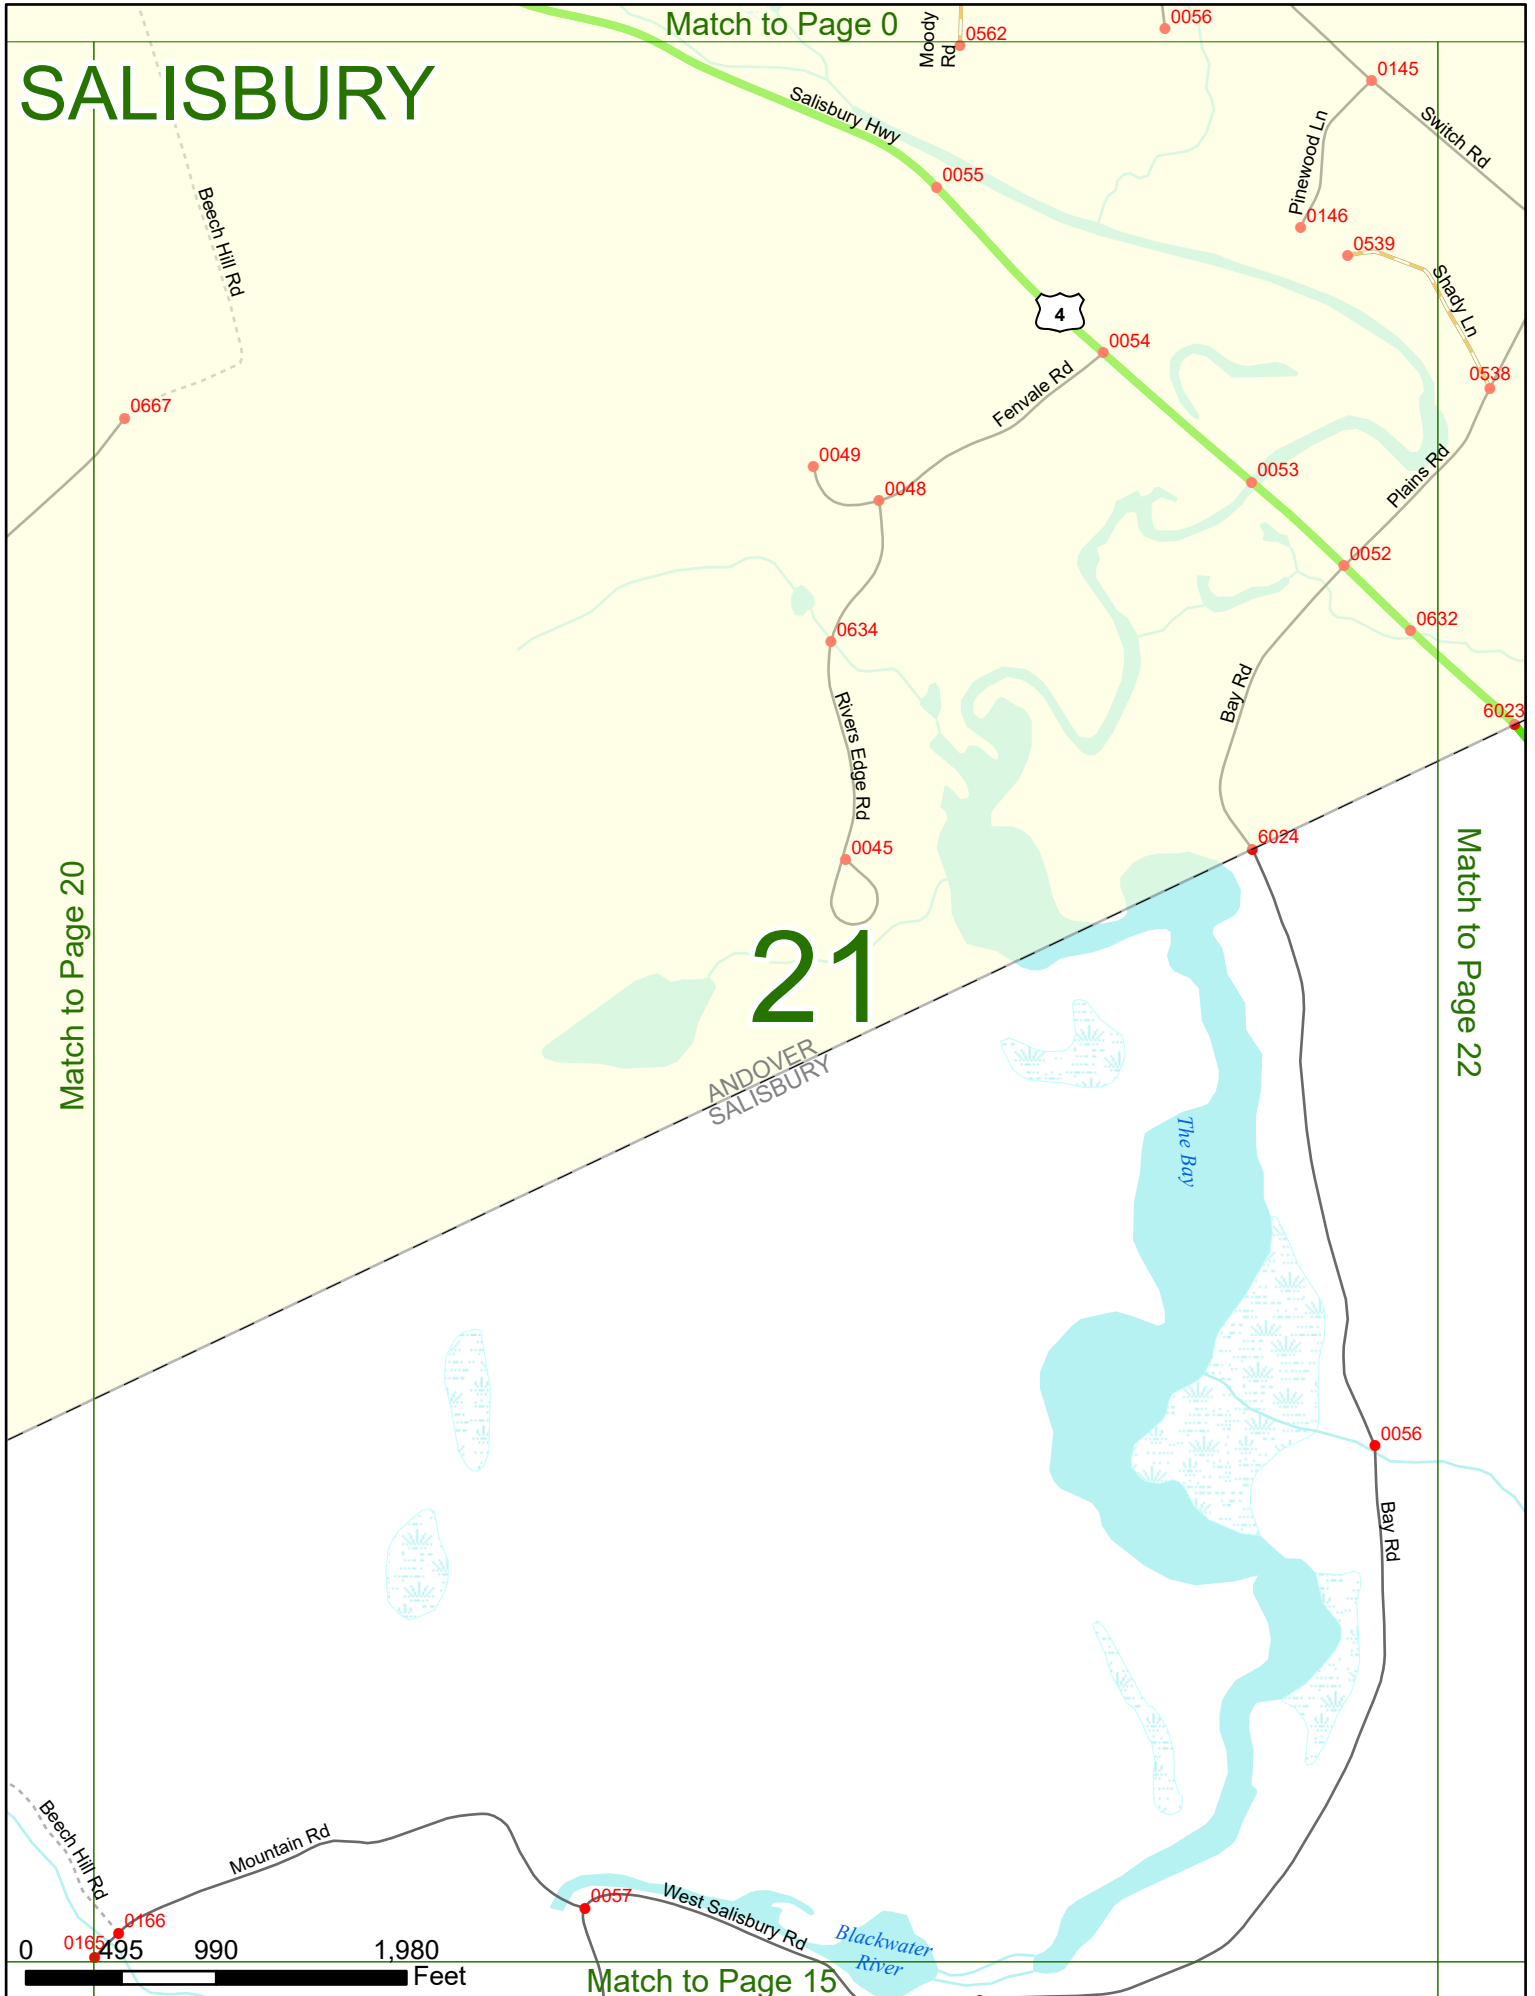 Match to Page 0
SALISBURY
Moody
Rd
0562
0056
0145
Salisbury Hwy
Pinewood Ln
Switch Rd
0055
0146
0539
Beech Hill Rd
Shady Ln
4
0054
0538
Fenvale Rd
0667
0049
0048
0053
Plains Rd
0052
0634
0632
Bay Rd
Rivers Edge Rd
6023
6024
0045
Match to Page 20
Match to Page 22
21
ANDOVER
SALISBURY
The Bay
0056
Bay Rd
Beech Hill Rd
Mountain Rd
0057
West Salisbury Rd
0166
0165
Blackwater
River
0 495 990 1,980
Feet
Match to Page 15